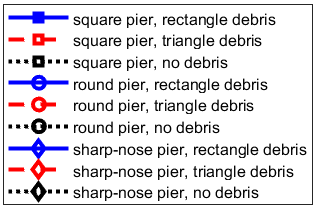 square pier, rectangle debris
square pier, triangle debris
square pier, no debris
round pier, rectangle debris
round pier, triangle debris
round pier, no debris
sharp-nose pier, rectangle debris
sharp-nose pier, triangle debris
sharp-nose pier, no debris